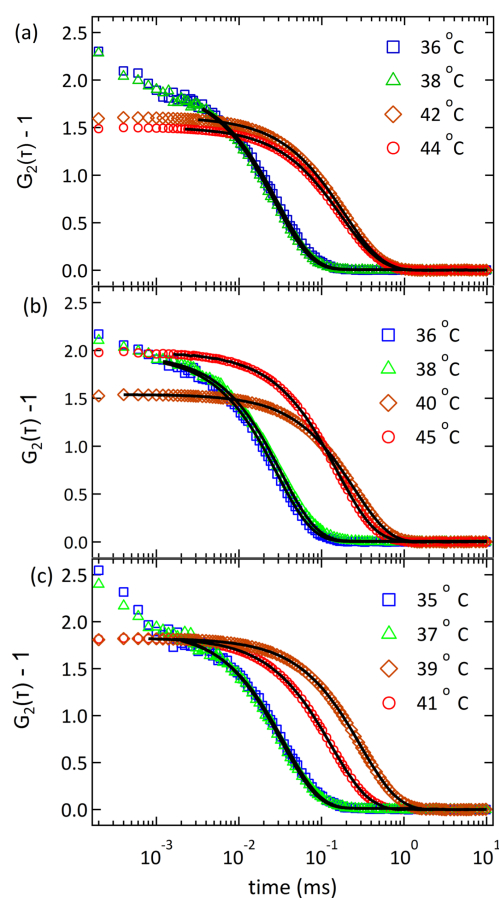 (a)
2.5
2.0
1.5
1.0
0.5
0.0
G₂(τ) - 1
36 °C
38 °C
42 °C
44 °C
(b)
2.5
2.0
1.5
1.0
0.5
0.0
G₂(τ) -1
36 °C
38 °C
40 °C
45 °C
(c)
2.5
2.0
1.5
1.0
0.5
0.0
G₂(τ) -1
35 ° C
37 ° C
39 ° C
41 ° C
10⁻³ 10⁻² 10⁻¹ 10⁰ 10¹
time (ms)